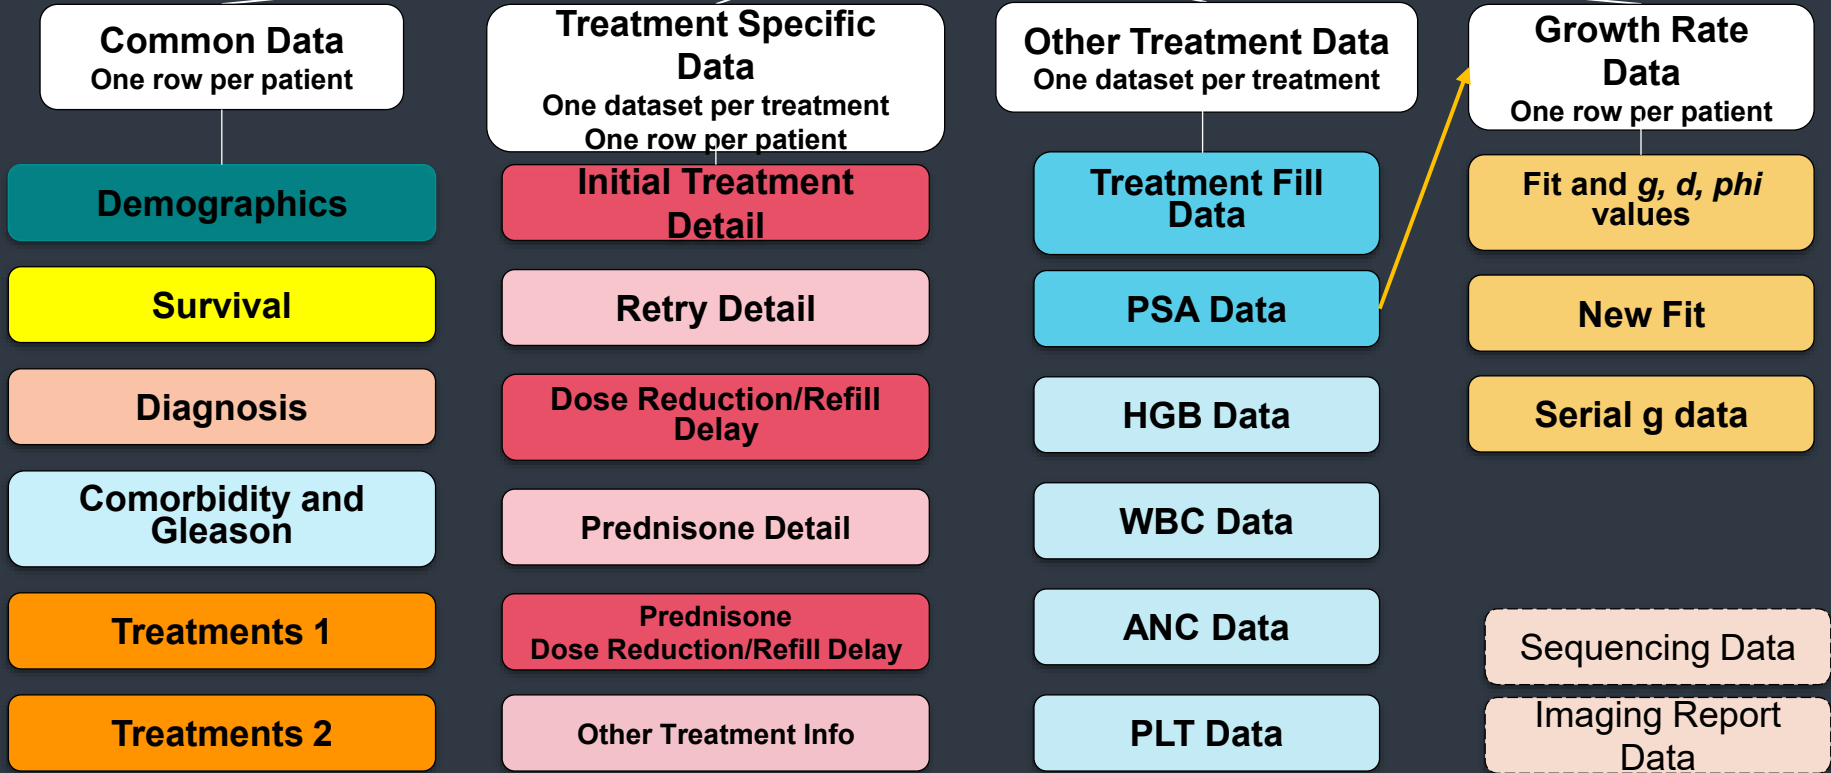 Common Data
One row per patient
Demographics
Survival
Diagnosis
Comorbidity and
Gleason
Treatments 1
Treatments 2
Treatment Specific
Data
One dataset per treatment
One row per patient
Initial Treatment
Detail
Retry Detail
Dose Reduction/Refill
Delay
Prednisone Detail
Prednisone
Dose Reduction/Refill Delay
Other Treatment Info
Other Treatment Data
One dataset per treatment
Treatment Fill
Data
PSA Data
HGB Data
WBC Data
ANC Data
PLT Data
Growth Rate
Data
One row per patient
Fit and g, d, phi
values
New Fit
Serial g data
Sequencing Data
Imaging Report
Data